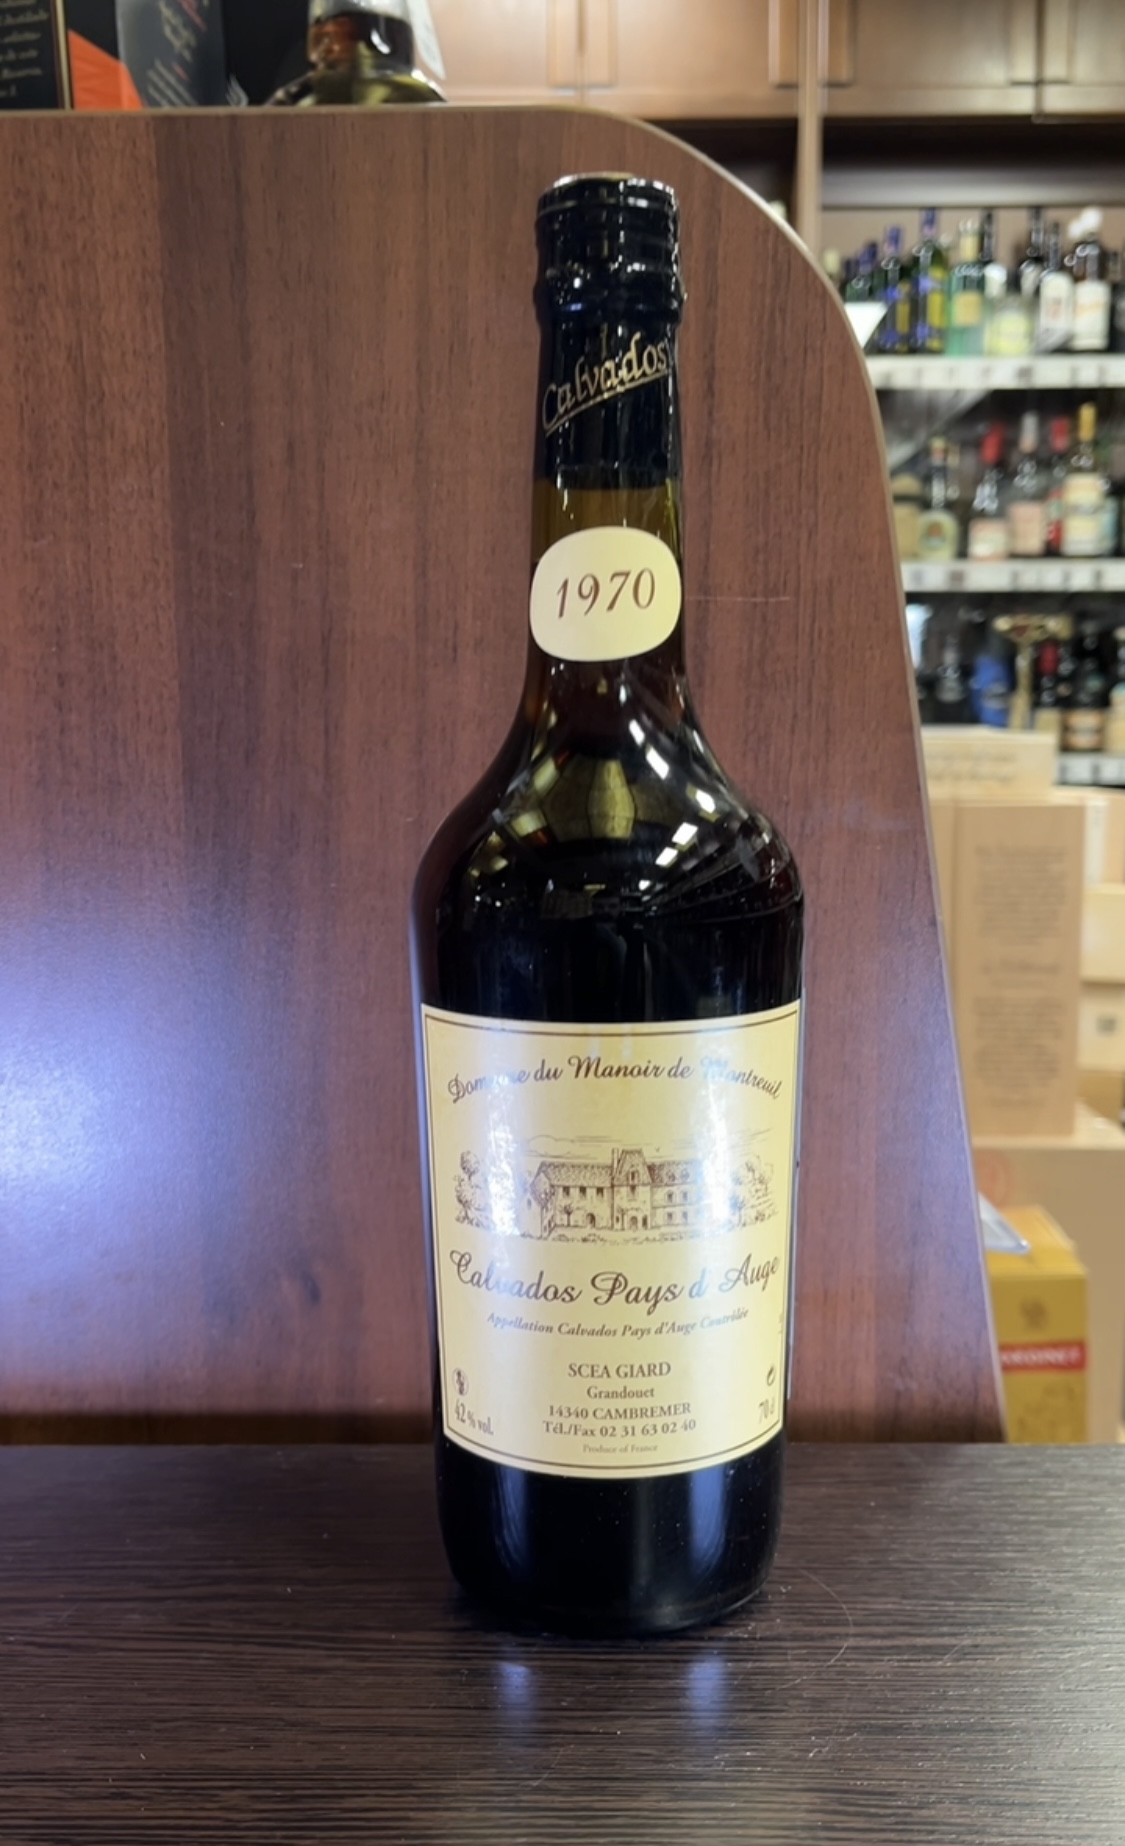 Calvados
1970
Domaine du Manoir de Montreuil
Calvados Pays d'Auge
Appellation Calvados Pays d'Auge Contrôlée
SCEA GIARD
Grandouet
14340 CAMBREMER
Tél./Fax 02 31 63 02 40
Produce of France
42 % vol.
70 cl